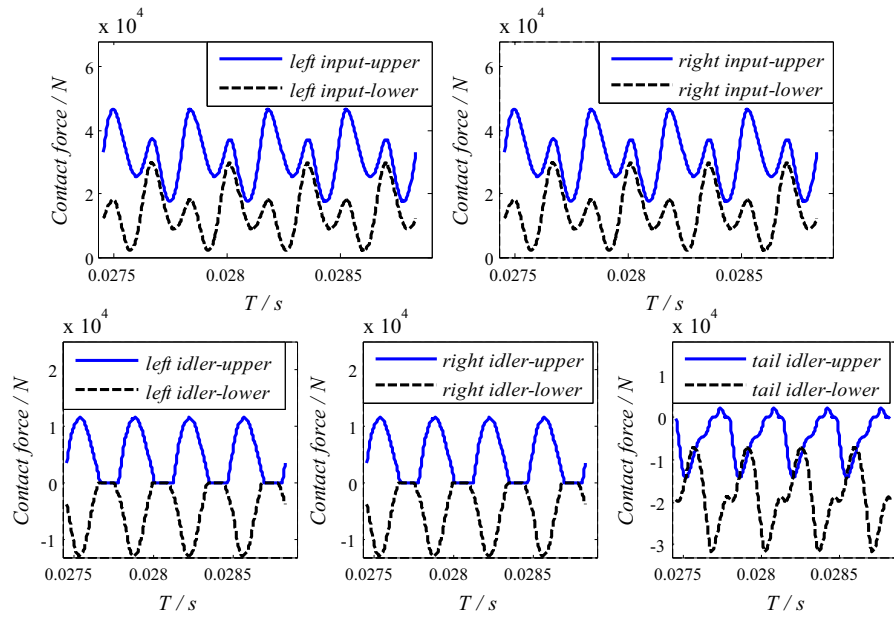 x 10^4
left input-upper
left input-lower
Contact force / N
6
4
2
0
0.0275
0.028
0.0285
T / s
x 10^4
right input-upper
right input-lower
Contact force / N
6
4
2
0
0.0275
0.028
0.0285
T / s
x 10^4
left idler-upper
left idler-lower
Contact force / N
2
1
0
-1
0.0275
0.028
0.0285
T / s
x 10^4
right idler-upper
right idler-lower
Contact force / N
2
1
0
-1
0.0275
0.028
0.0285
T / s
x 10^4
tail idler-upper
tail idler-lower
Contact force / N
1
0
-1
-2
-3
0.0275
0.028
0.0285
T / s